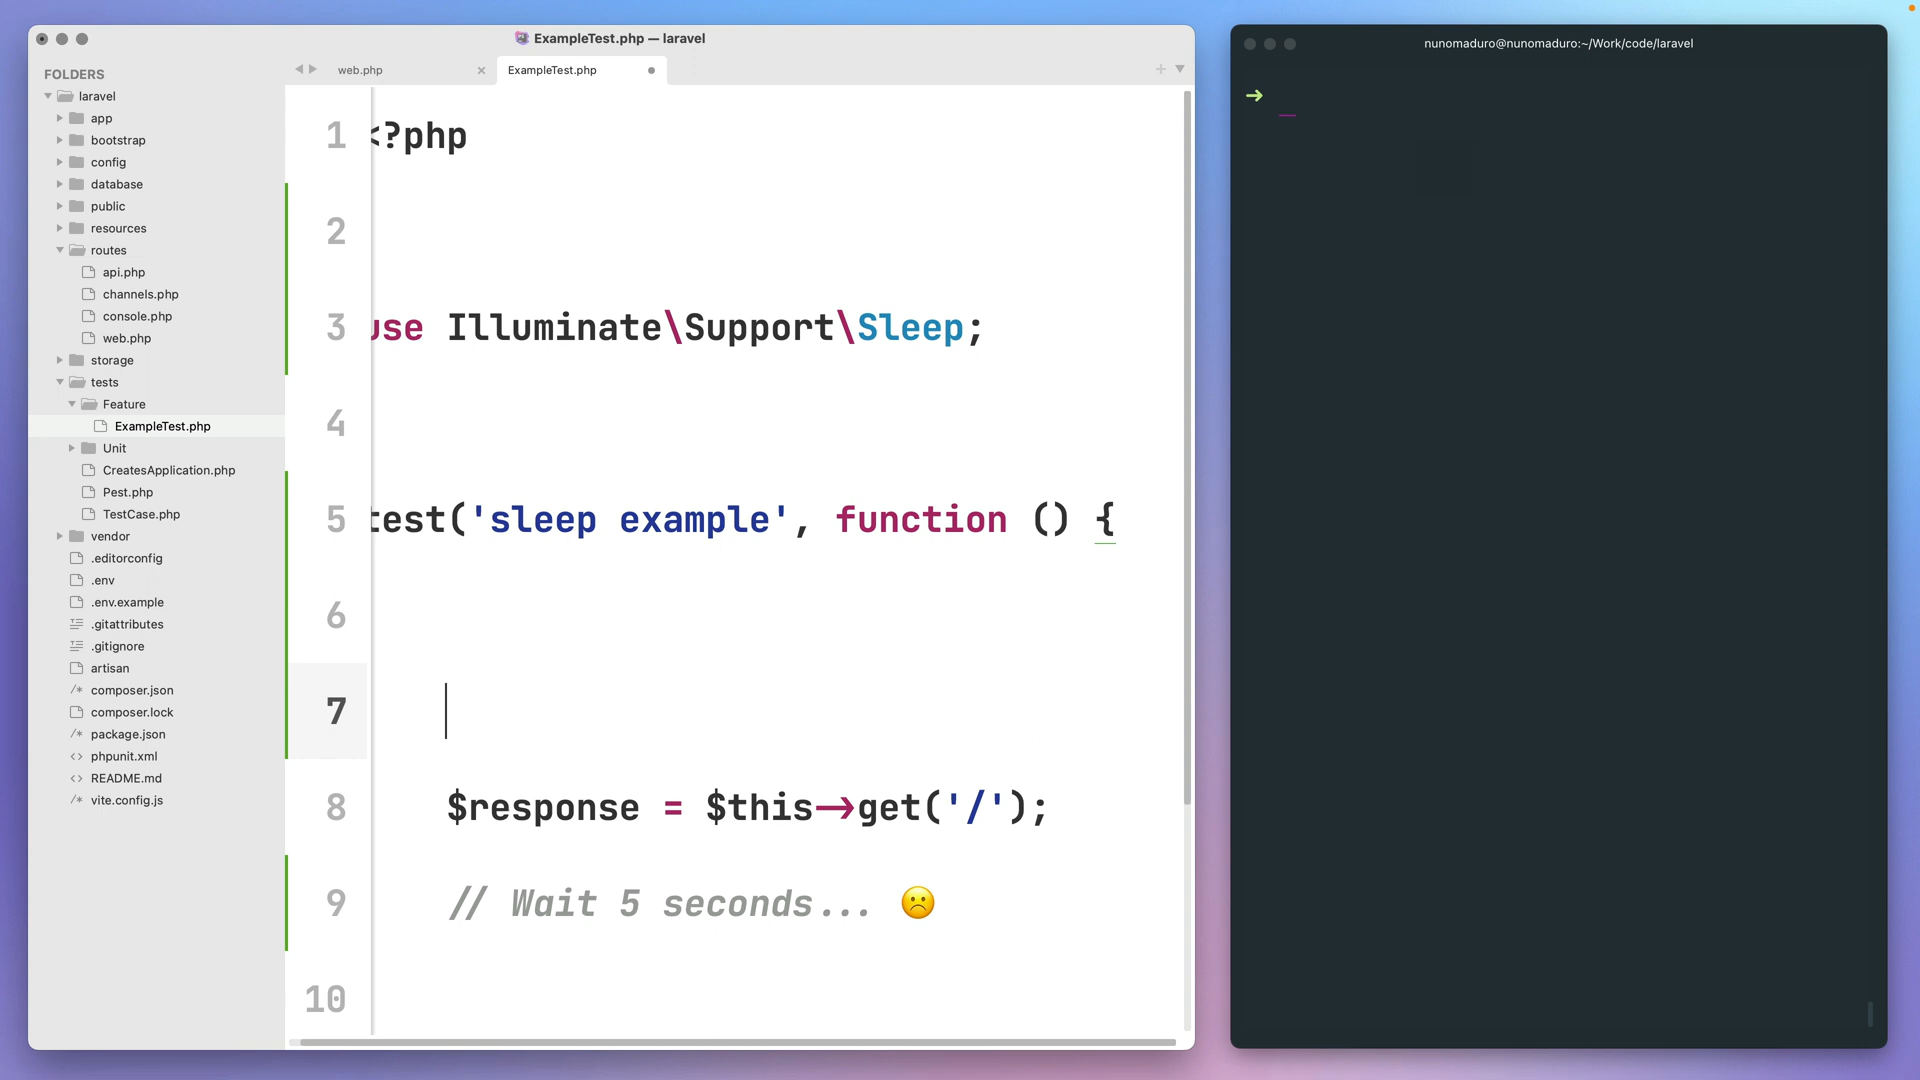 ExampleTest.php — laravel
FOLDERS
laravel
app
bootstrap
config
database
public
resources
routes
api.php
channels.php
console.php
web.php
storage
tests
Feature
ExampleTest.php
Unit
CreatesApplication.php
Pest.php
TestCase.php
vendor
.editorconfig
.env
.env.example
.gitattributes
.gitignore
artisan
/* composer.json
composer.lock
/* package.json
<> phpunit.xml
<> README.md
/* vite.config.js
web.php
ExampleTest.php
1 <?php
2
3 use Illuminate\Support\Sleep;
4
5 test('sleep example', function () {
6
7
8 $response = $this->get('/');
9 // Wait 5 seconds... ☹️
10
nunomaduro@nunomaduro:~/Work/code/laravel
➜ _